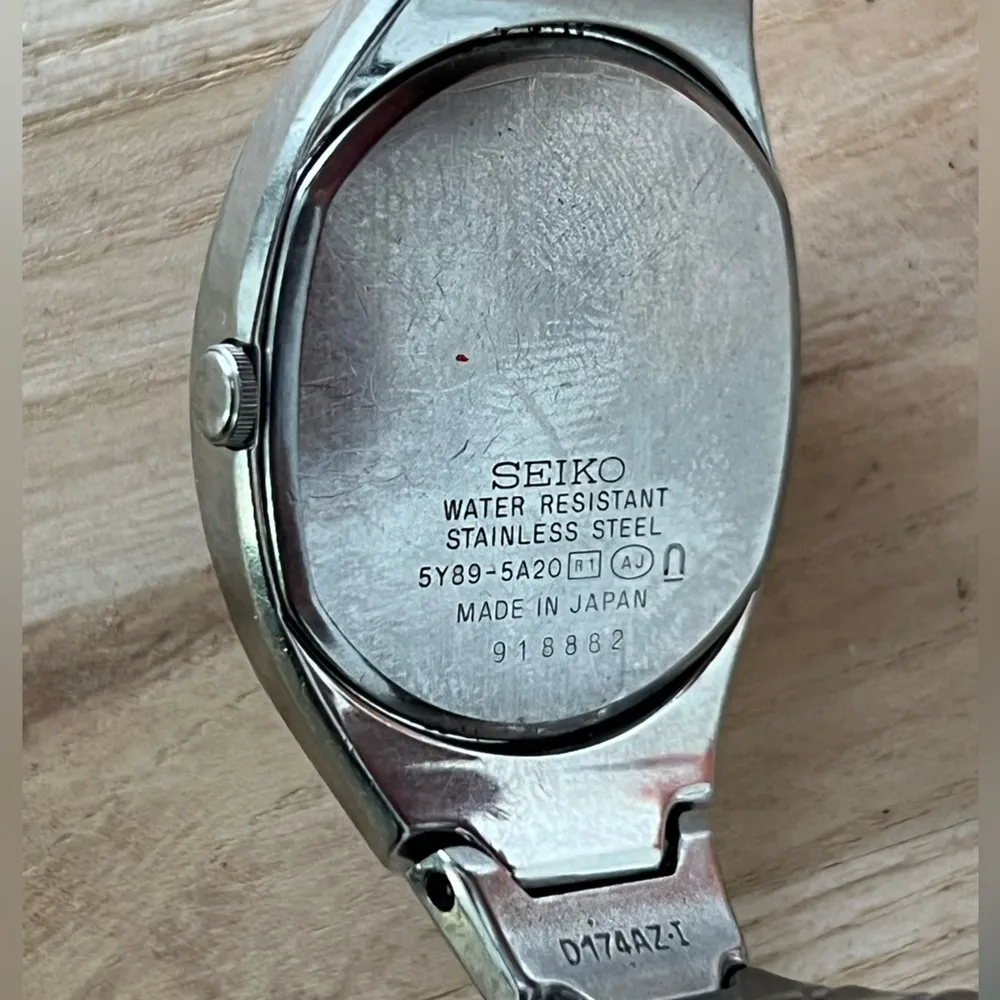 SEIKO
WATER RESISTANT
STAINLESS STEEL
5Y89-5A20 R1 AJ
MADE IN JAPAN
918882
D174AZ·I